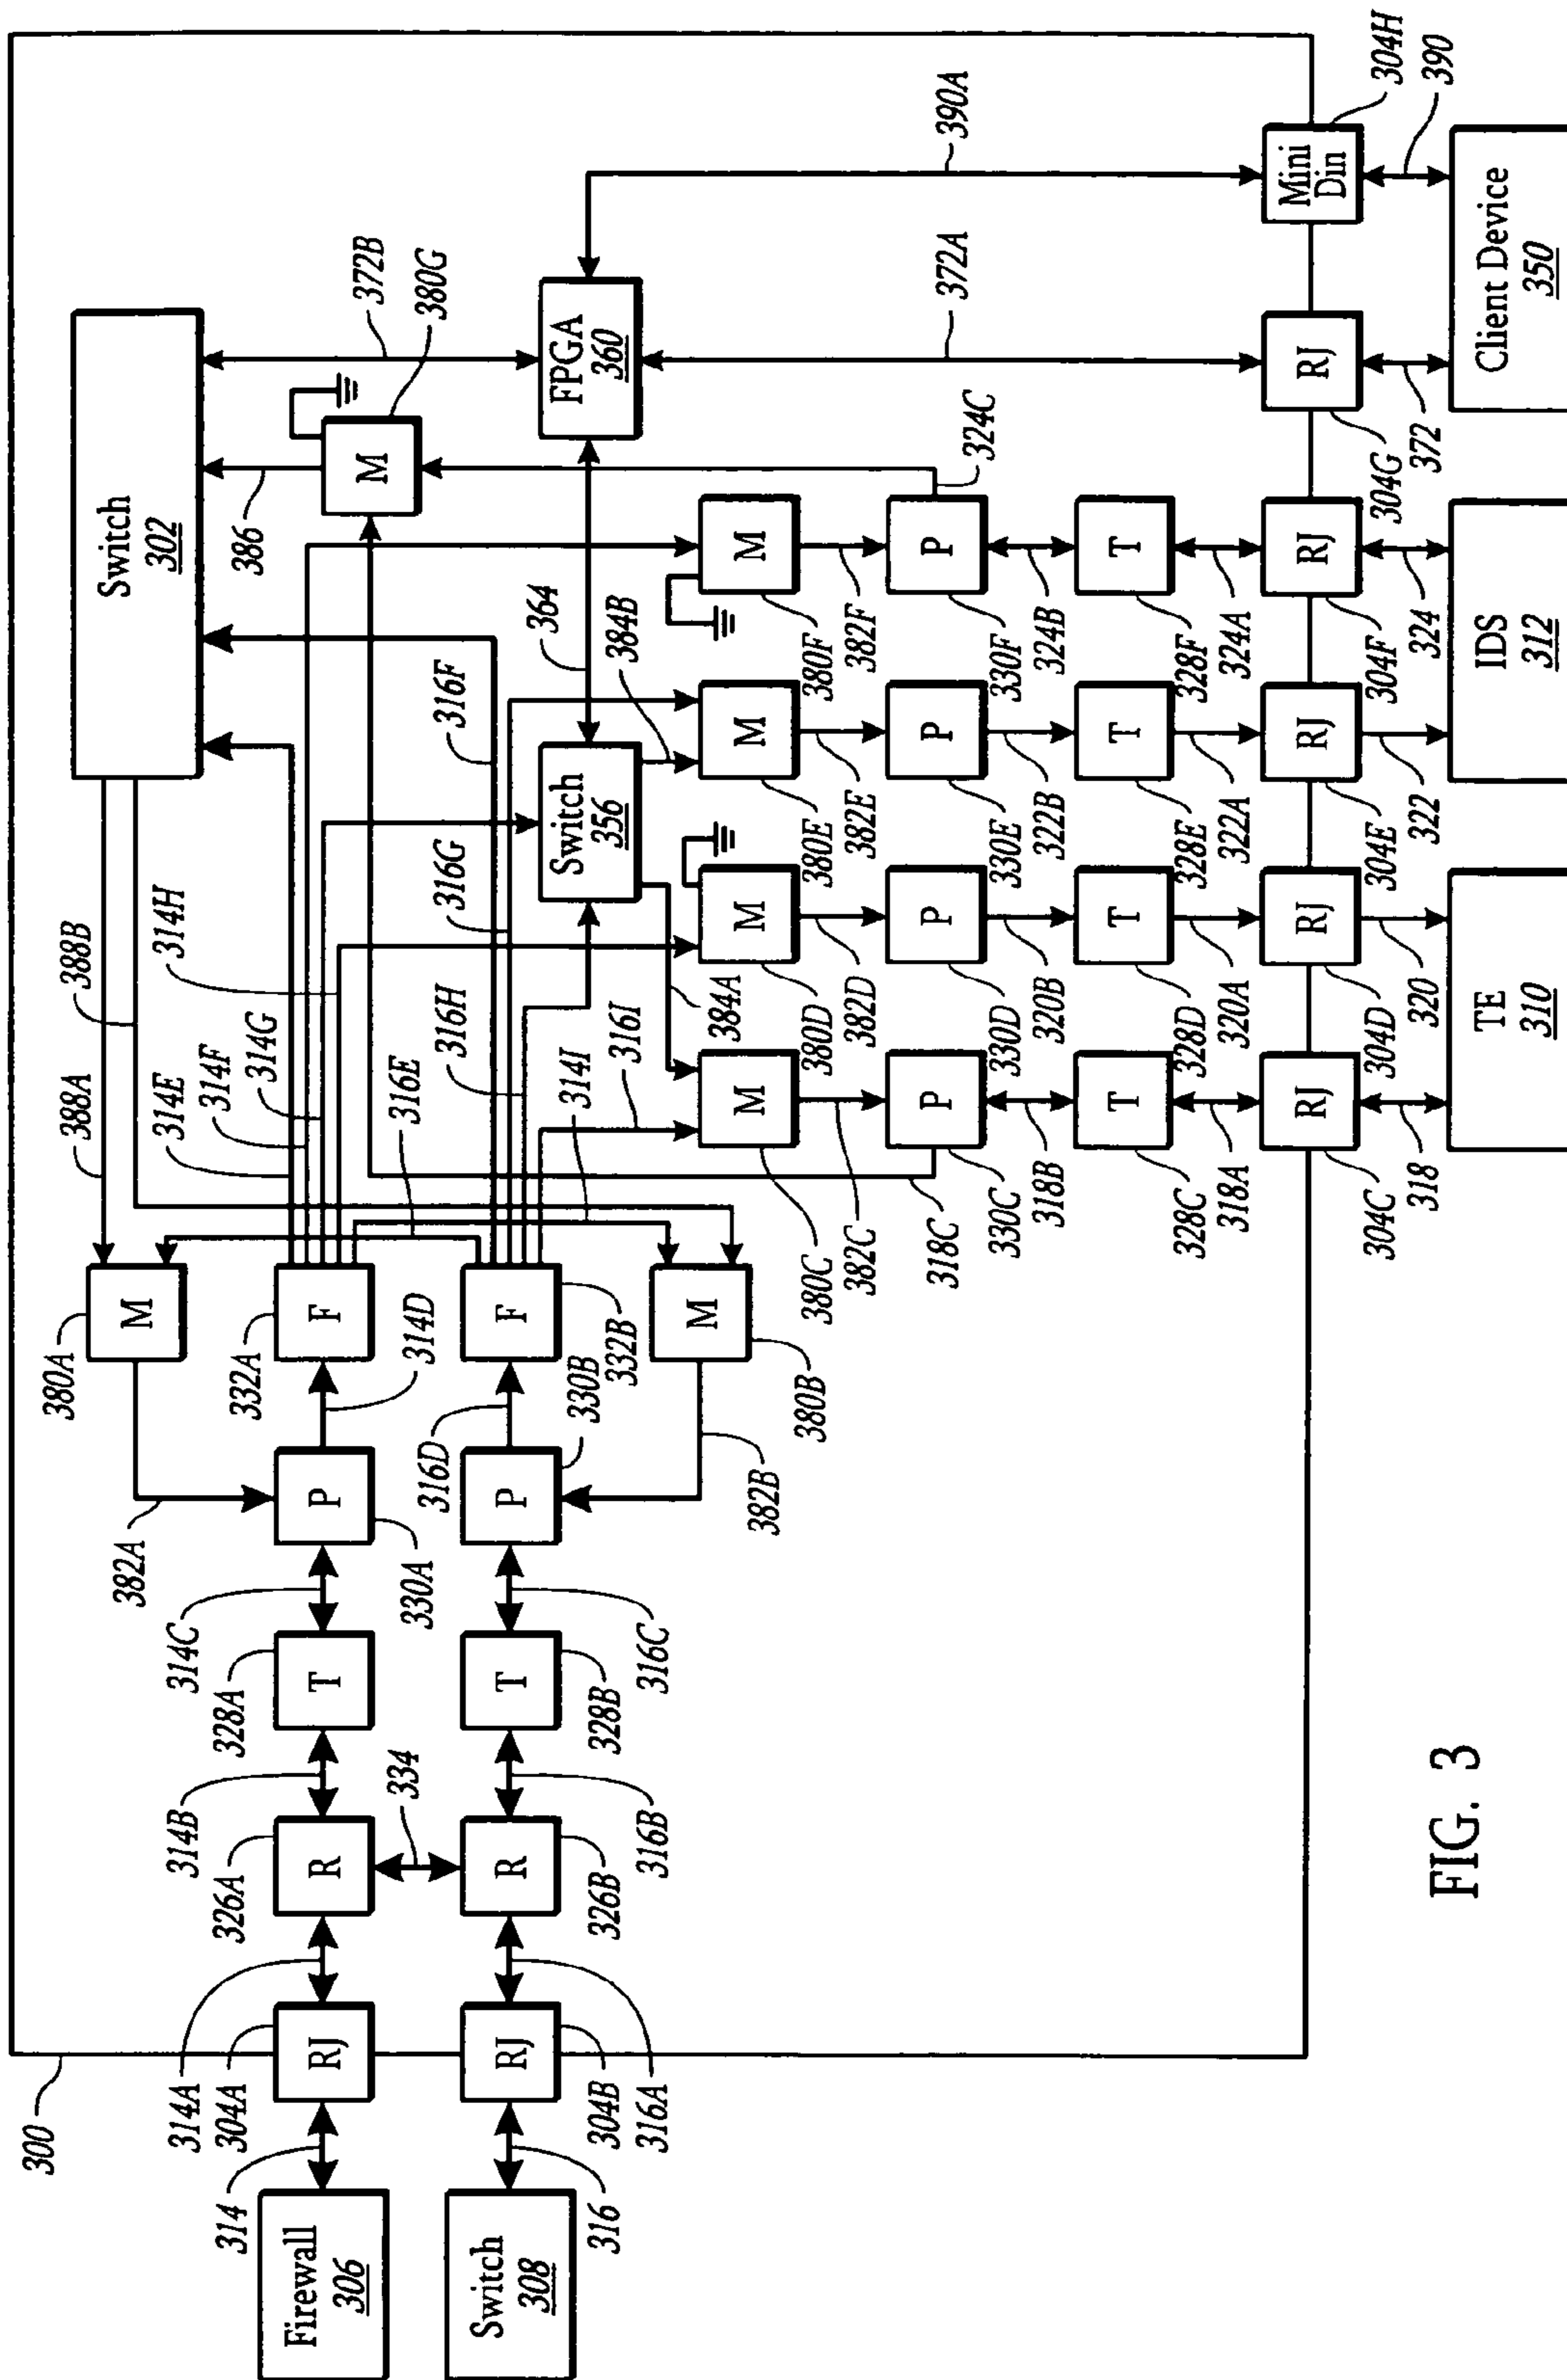 300
Firewall
306
314
314A
304A
RJ
Switch
308
316
304B
316A
RJ
326A
314B
R
334
326B
316B
R
328A
314C
T
328B
316C
T
382A
330A
P
314D
316D
330B
P
382B
380A
M
332A
F
332B
F
380B
M
388A
388B
314E
314F
314G
314H
316E
314I
316F
316G
316H
316I
Switch
302
386
372B
380G
M
Switch
356
364
384A
384B
FPGA
360
390A
372A
324C
318C
M
380C
382C
M
380D
382D
M
380E
382E
M
380F
382F
P
330C
318B
P
330D
320B
P
330E
322B
P
330F
324B
T
328C
318A
T
328D
320A
T
328E
322A
T
328F
324A
RJ
304C
318
RJ
304D
320
RJ
304E
322
RJ
304F
324
RJ
304G
372
Mini
Din
304H
390
TE
310
IDS
312
Client Device
350
FIG. 3